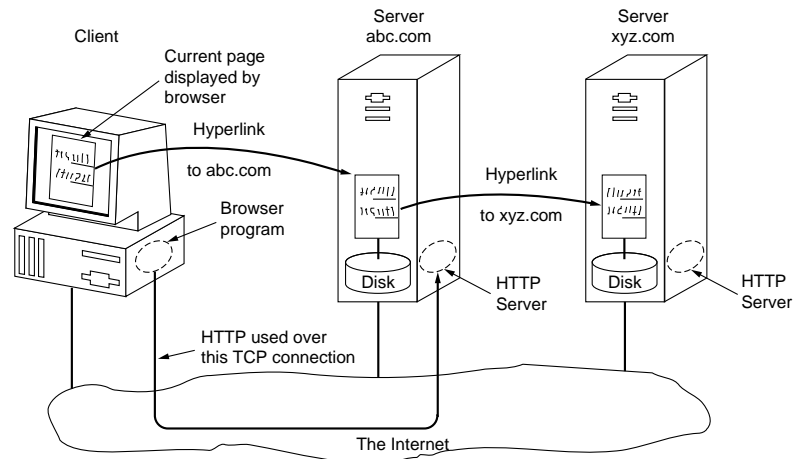 Client
Server
abc.com
Server
xyz.com
Current page
displayed by
browser
Hyperlink
to abc.com
Hyperlink
to xyz.com
Browser
program
Disk
HTTP
Server
Disk
HTTP
Server
HTTP used over
this TCP connection
The Internet